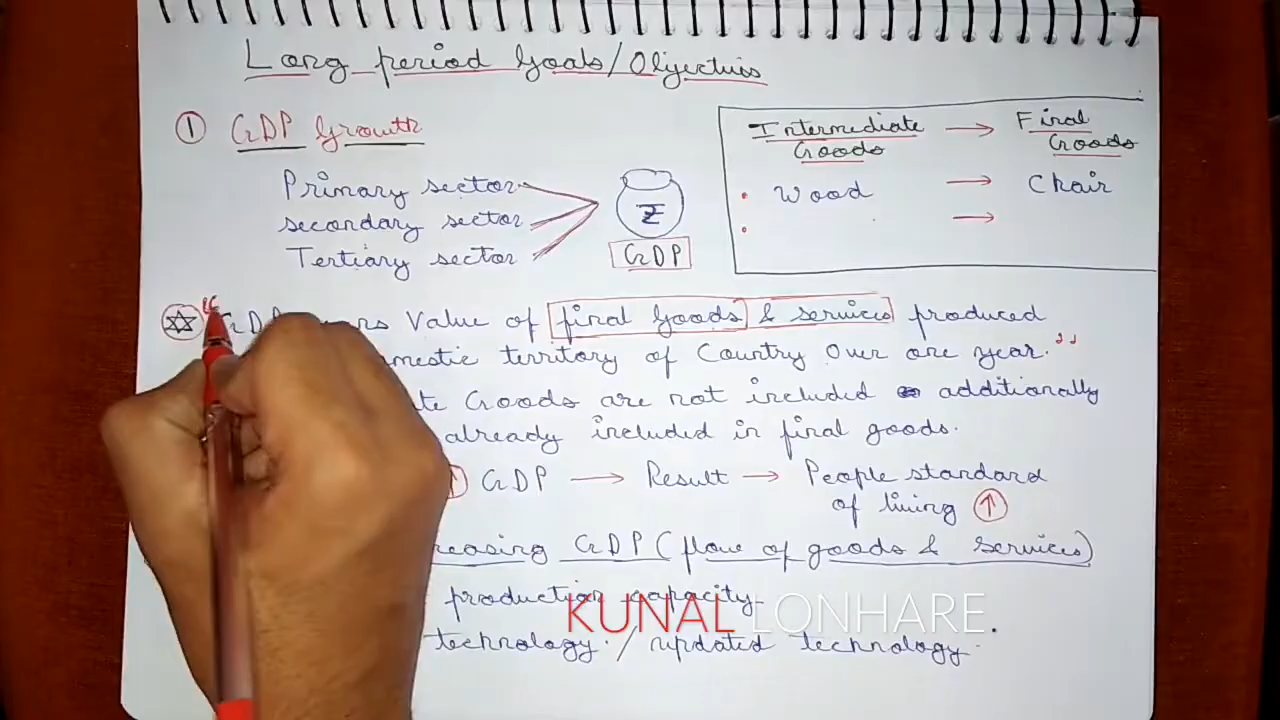 Long period Goals/Objectives
① GDP Growth
Primary sector
secondary sector
Tertiary sector
GDP
Intermediate Goods → Final Goods
• Wood → Chair
• →
Value of final Goods & services produced
territory of Country Over one year.”
Goods are not included additionally
already included in final goods.
↑ GDP → Result → People standard
of living ↑
GDP (flow of goods & services)
production capacity
technology / updated technology
KUNAL LONHARE